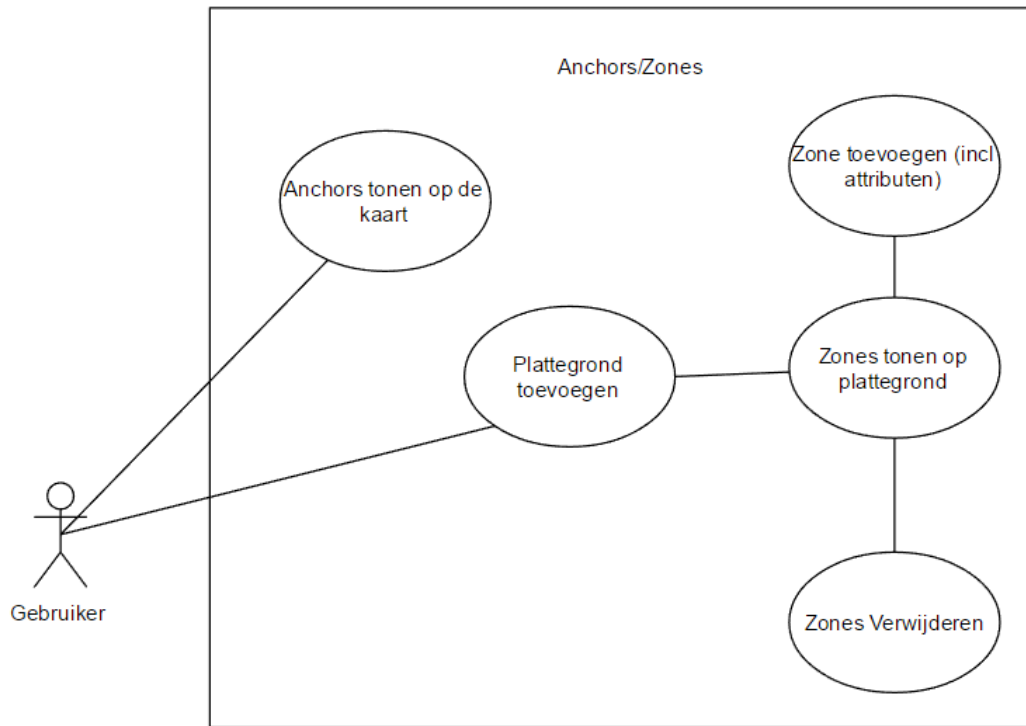 Anchors/Zones
Zone toevoegen (incl
attributen)
Anchors tonen op de
kaart
Plattegrond
toevoegen
Zones tonen op
plattegrond
Gebruiker
Zones Verwijderen